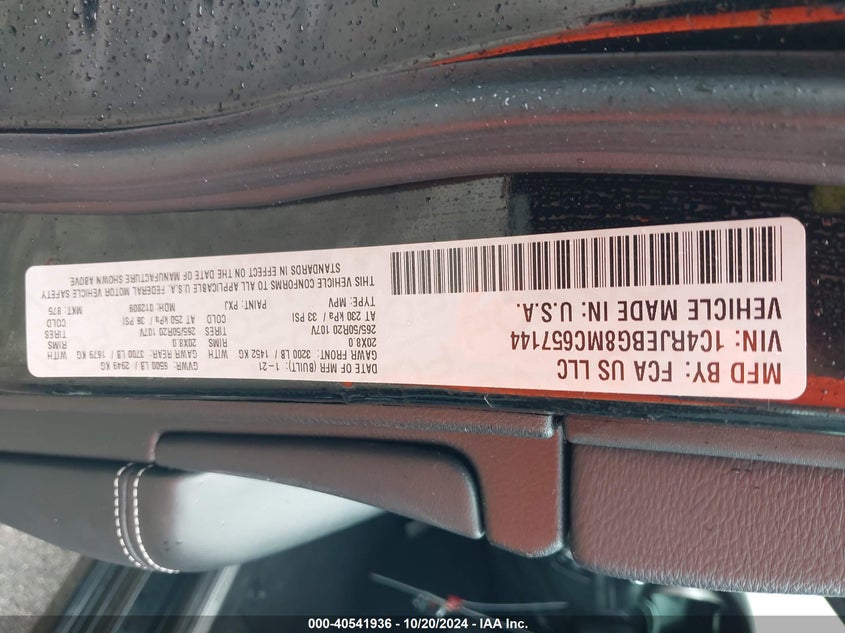 MFD BY: FCA US LLC
VIN: 1C4RJEBG8MC657144
VEHICLE MADE IN: U.S.A.
DATE OF MFR (BUILT): 1-21
GVWR: 6500 LB / 2949 KG
GAWR FRONT: 3200 LB / 1452 KG WITH
GAWR REAR: 3700 LB / 1679 KG WITH
20X8.0 RIMS
20X8.0 RIMS
265/50R20 107V TIRES
265/50R20 107V TIRES
AT 230 kPa / 33 PSI COLD
AT 250 kPa / 36 PSI COLD
TYPE: MPV PAINT: PXJ MDH: 012809 MKT: 975
THIS VEHICLE CONFORMS TO ALL APPLICABLE U.S.A. FEDERAL MOTOR VEHICLE SAFETY
STANDARDS IN EFFECT ON THE DATE OF MANUFACTURE SHOWN ABOVE
000-40541936 - 10/20/2024 - IAA Inc.